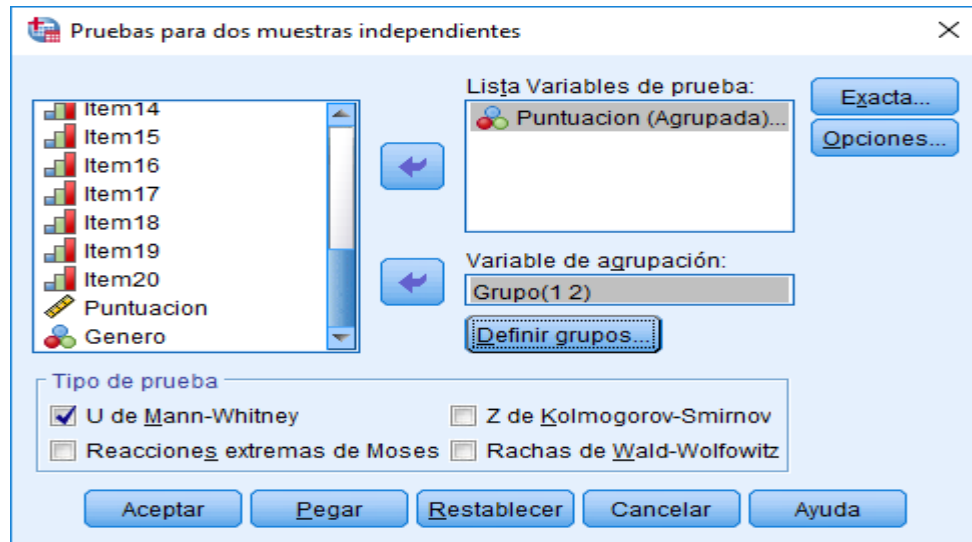 Pruebas para dos muestras independientes
Item14
Item15
Item16
Item17
Item18
Item19
Item20
Puntuacion
Genero
Lista Variables de prueba:
Puntuacion (Agrupada)...
Variable de agrupación:
Grupo(1 2)
Definir grupos...
Exacta...
Opciones...
Tipo de prueba
U de Mann-Whitney
Z de Kolmogorov-Smirnov
Reacciones extremas de Moses
Rachas de Wald-Wolfowitz
Aceptar
Pegar
Restablecer
Cancelar
Ayuda